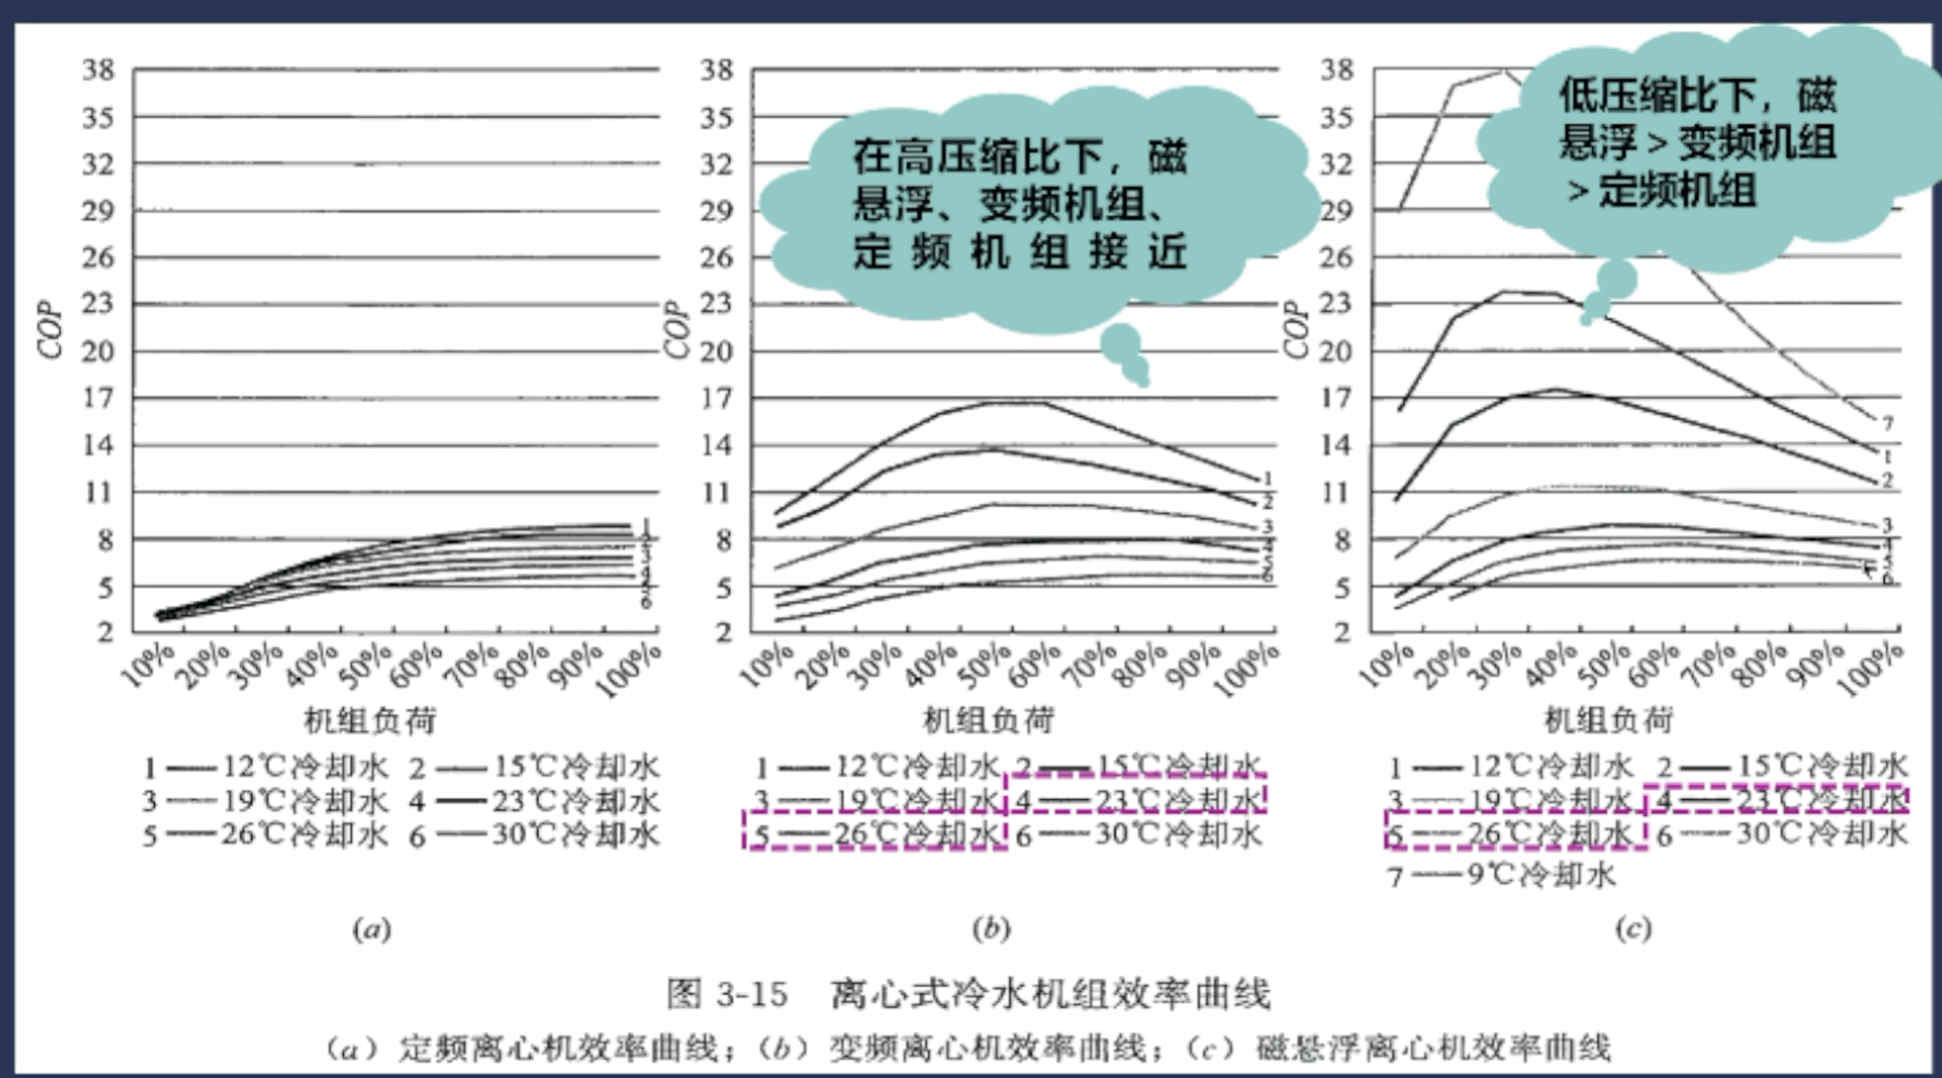 38
35
32
29
26
23
20
17
14
11
8
5
2
COP
10% 20% 30% 40% 50% 60% 70% 80% 90% 100%
机组负荷
1 12℃冷却水 2 15℃冷却水
3 19℃冷却水 4 23℃冷却水
5 26℃冷却水 6 30℃冷却水
(a)
38
35
32
29
26
23
20
17
14
11
8
5
2
COP
在高压缩比下，磁
悬浮、变频机组、
定频机组接近
1
2
3
6
10% 20% 30% 40% 50% 60% 70% 80% 90% 100%
机组负荷
1 12℃冷却水 2 15℃冷却水
3 19℃冷却水 4 23℃冷却水
5 26℃冷却水 6 30℃冷却水
(b)
38
35
32
29
26
23
20
17
14
11
8
5
2
COP
低压缩比下，磁
悬浮 > 变频机组
> 定频机组
7
1
2
3
4
5
6
10% 20% 30% 40% 50% 60% 70% 80% 90% 100%
机组负荷
1 12℃冷却水 2 15℃冷却水
3 19℃冷却水 4 23℃冷却水
5 26℃冷却水 6 30℃冷却水
7 9℃冷却水
(c)
图 3-15 离心式冷水机组效率曲线
(a) 定频离心机效率曲线；(b) 变频离心机效率曲线；(c) 磁悬浮离心机效率曲线